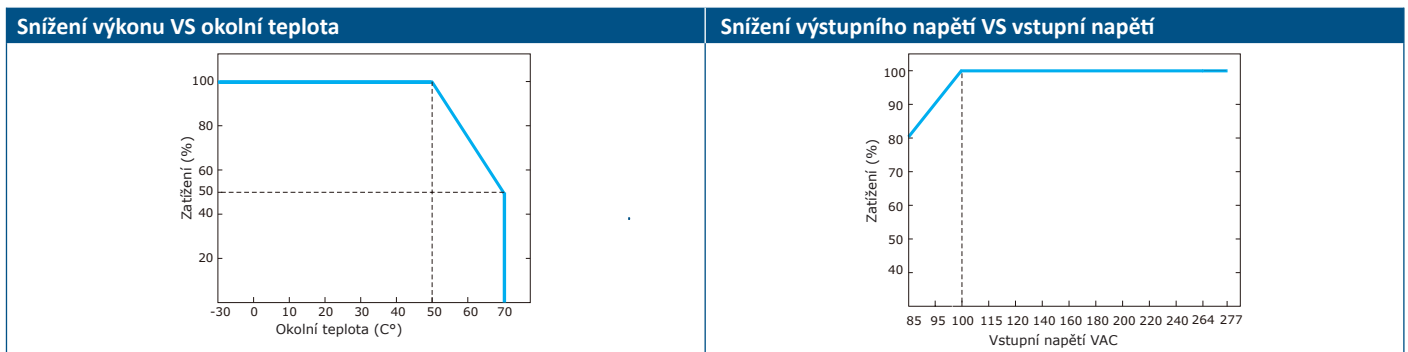 Snížení výkonu VS okolní teplota
100
80
60
50
40
20
Zatížení (%)
-30 0 10 20 30 40 50 60 70
Okolní teplota (C°)
Snížení výstupního napětí VS vstupní napětí
100
90
80
70
60
50
40
Zatížení (%)
85 95 100 115 120 140 160 180 200 220 240 264 277
Vstupní napětí VAC